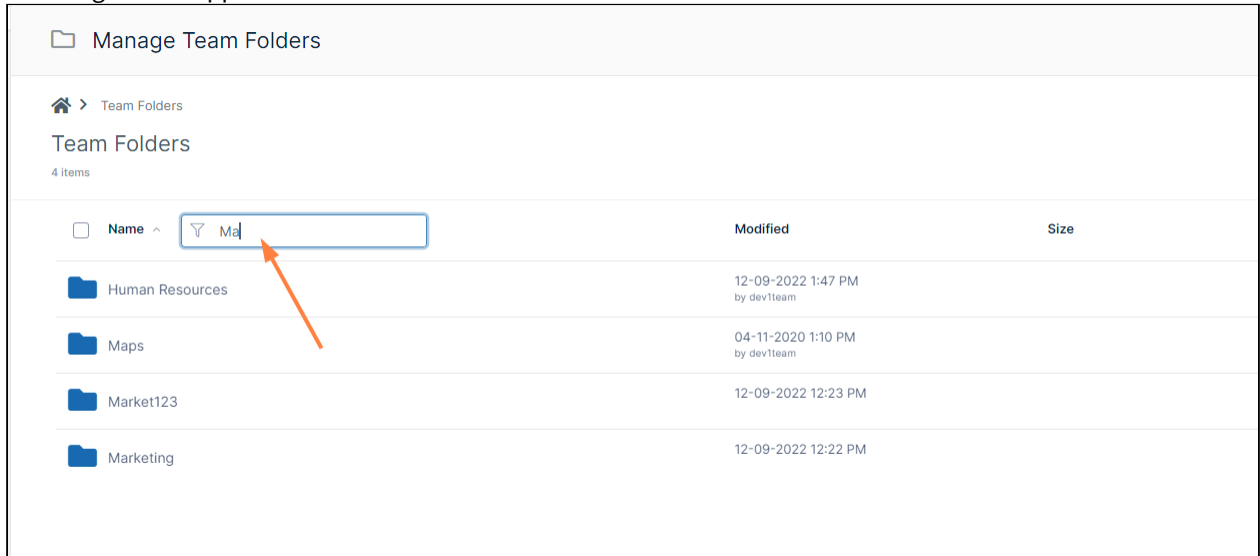 Manage Team Folders
Team Folders
Team Folders
4 items
Name Ma Modified Size
Human Resources 12-09-2022 1:47 PM
by dev1team
Maps 04-11-2020 1:10 PM
by dev1team
Market123 12-09-2022 12:23 PM
Marketing 12-09-2022 12:22 PM